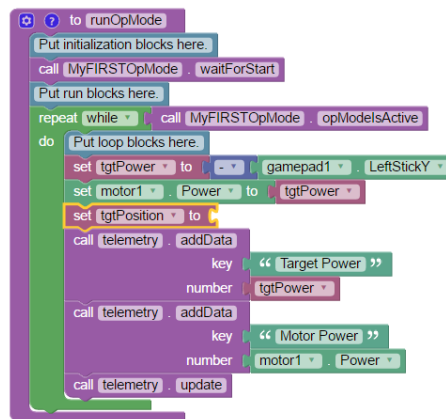 to runOpMode
Put initialization blocks here.
call MyFIRSTOpMode . waitForStart
Put run blocks here.
repeat while call MyFIRSTOpMode . opModeIsActive
do Put loop blocks here.
set tgtPower to - gamepad1 . LeftStickY
set motor1 . Power to tgtPower
set tgtPosition to
call telemetry . addData
key “ Target Power ”
number tgtPower
call telemetry . addData
key “ Motor Power ”
number motor1 . Power
call telemetry . update